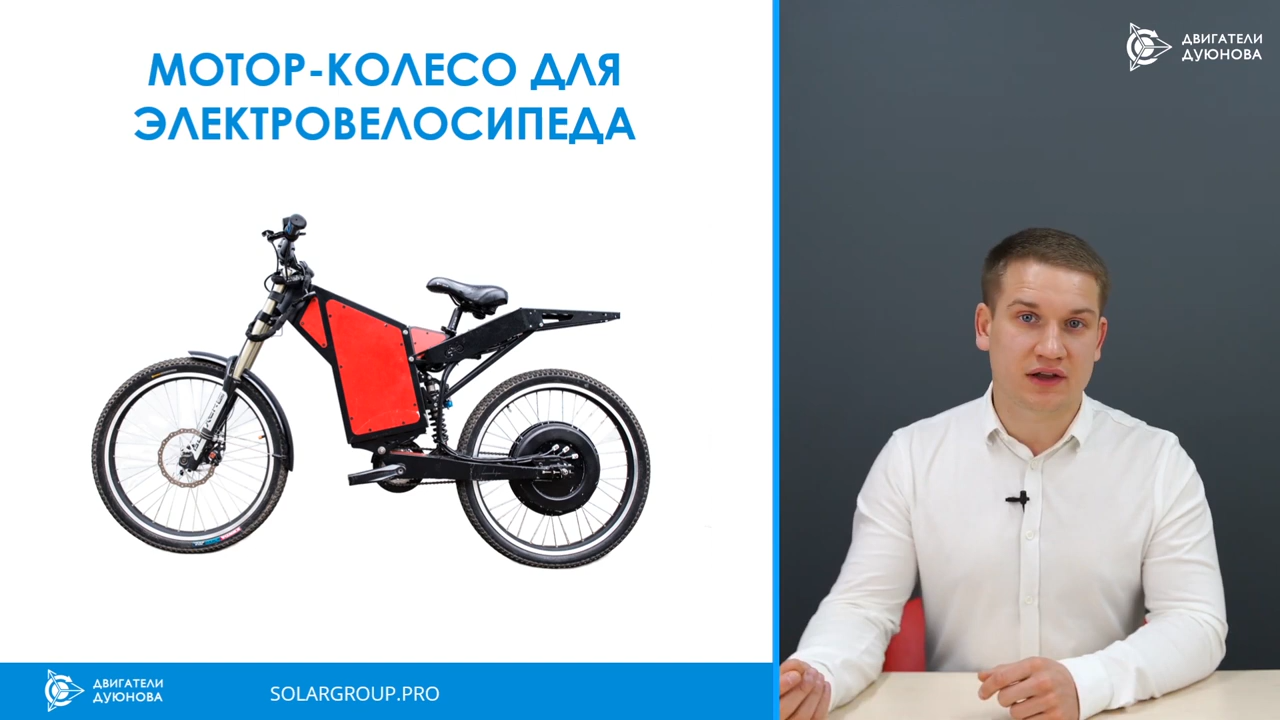 МОТОР-КОЛЕСО ДЛЯ
ЭЛЕКТРОВЕЛОСИПЕДА
ДВИГАТЕЛИ
ДУЮНОВА
ДВИГАТЕЛИ
ДУЮНОВА
SOLARGROUP.PRO